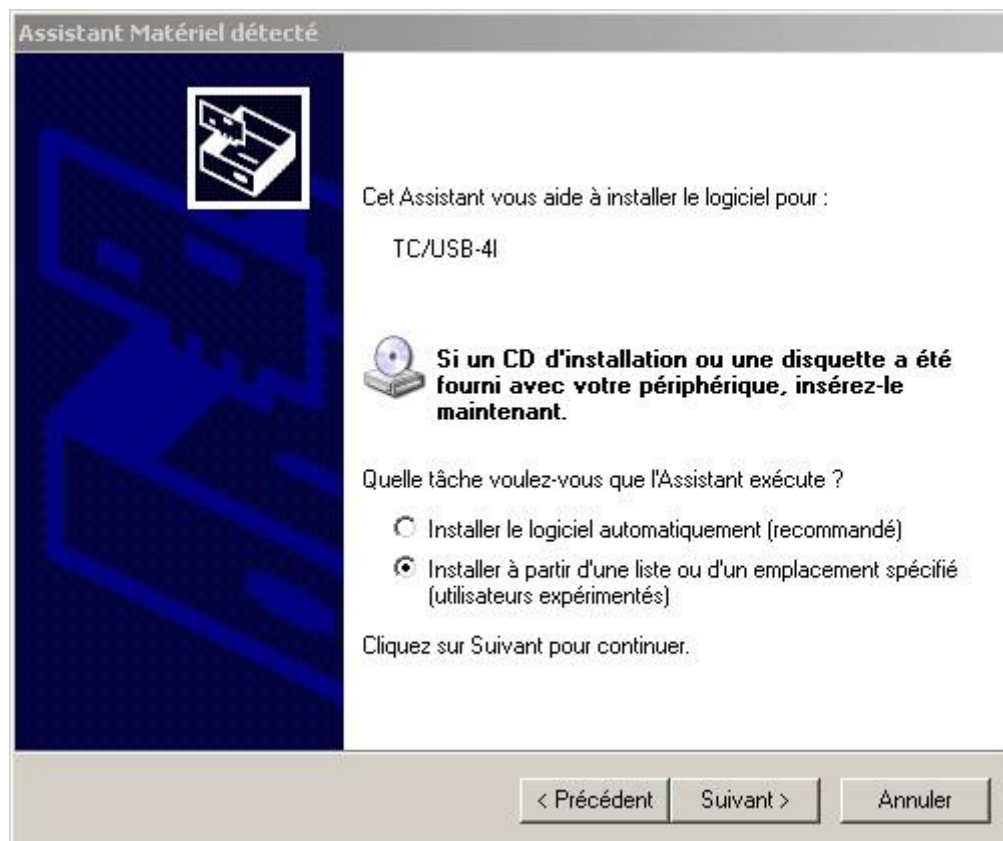 Assistant Matériel détecté
Cet Assistant vous aide à installer le logiciel pour :
TC/USB-4I
Si un CD d'installation ou une disquette a été
fourni avec votre périphérique, insérez-le
maintenant.
Quelle tâche voulez-vous que l'Assistant exécute ?
Installer le logiciel automatiquement (recommandé)
Installer à partir d'une liste ou d'un emplacement spécifié
(utilisateurs expérimentés)
Cliquez sur Suivant pour continuer.
< Précédent Suivant > Annuler